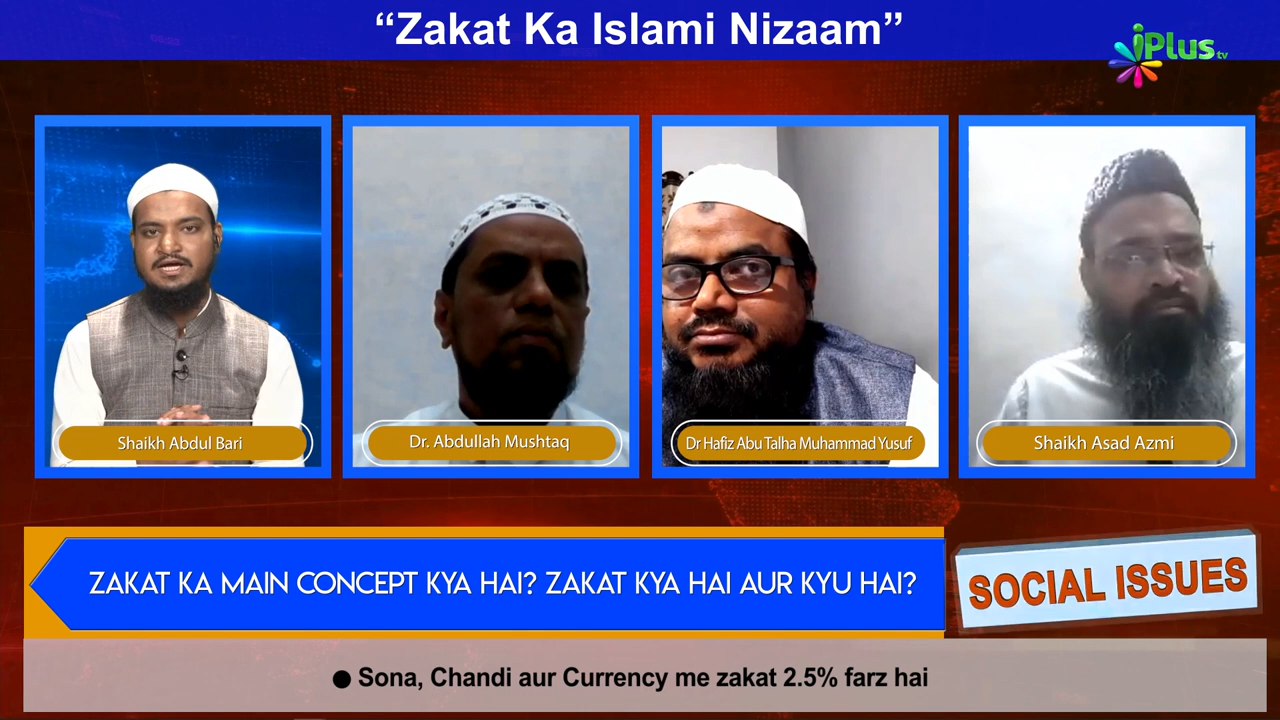 “Zakat Ka Islami Nizaam”
iPlus tv
Shaikh Abdul Bari
Dr. Abdullah Mushtaq
Dr Hafiz Abu Talha Muhammad Yusuf
Shaikh Asad Azmi
ZAKAT KA MAIN CONCEPT KYA HAI? ZAKAT KYA HAI AUR KYU HAI?
SOCIAL ISSUES
● Sona, Chandi aur Currency me zakat 2.5% farz hai